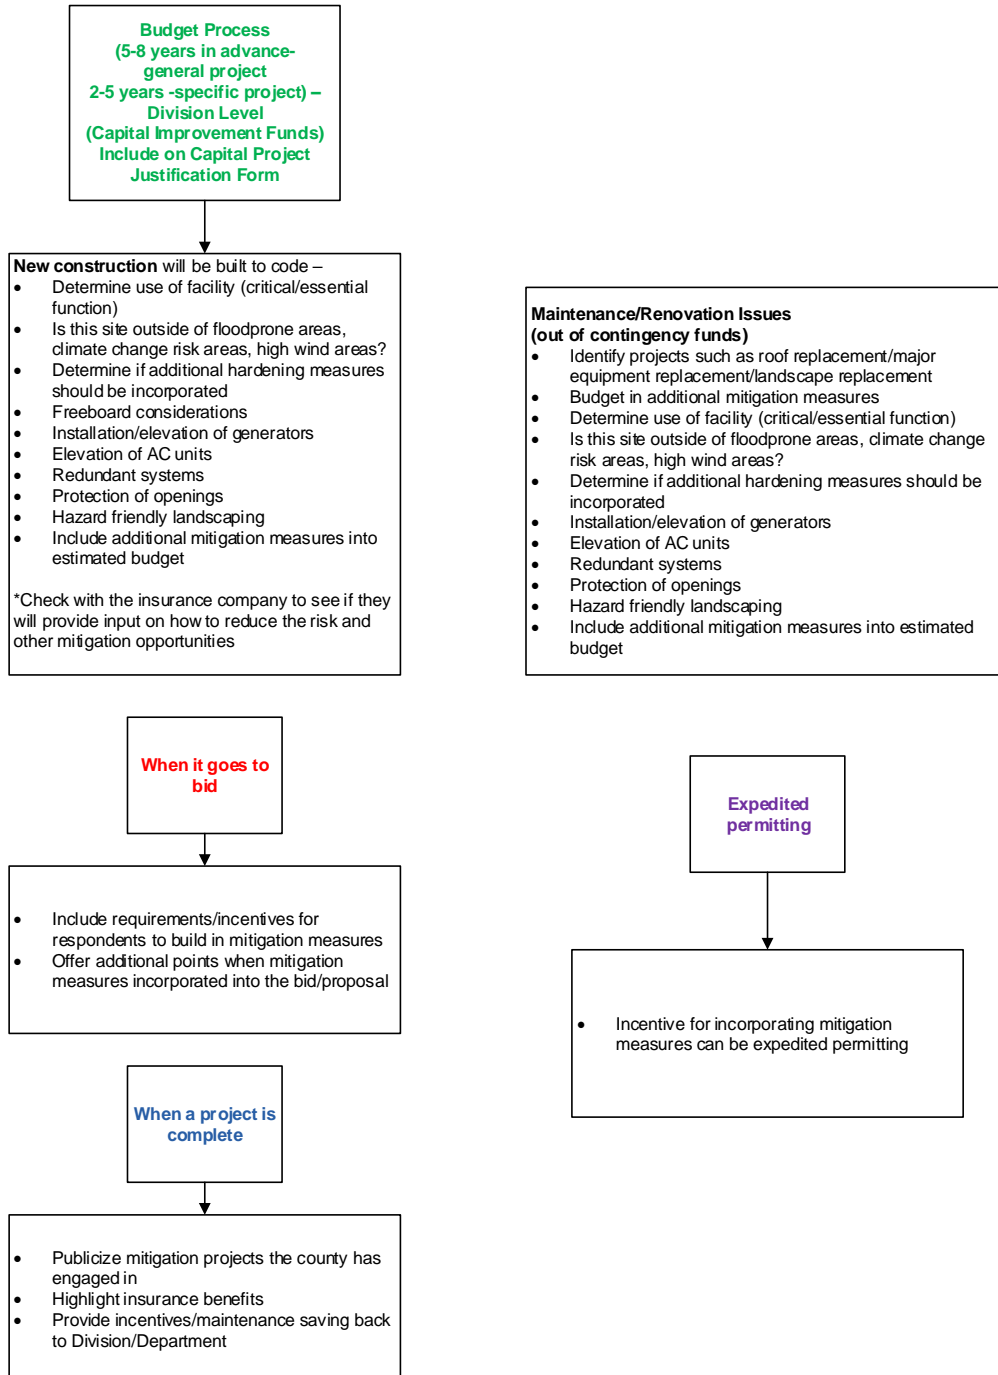 Budget Process
(5-8 years in advance-
general project
2-5 years -specific project) –
Division Level
(Capital Improvement Funds)
Include on Capital Project
Justification Form
New construction will be built to code –
• Determine use of facility (critical/essential
function)
• Is this site outside of floodprone areas,
climate change risk areas, high wind areas?
• Determine if additional hardening measures
should be incorporated
• Freeboard considerations
• Installation/elevation of generators
• Elevation of AC units
• Redundant systems
• Protection of openings
• Hazard friendly landscaping
• Include additional mitigation measures into
estimated budget
*Check with the insurance company to see if they
will provide input on how to reduce the risk and
other mitigation opportunities
Maintenance/Renovation Issues
(out of contingency funds)
• Identify projects such as roof replacement/major
equipment replacement/landscape replacement
• Budget in additional mitigation measures
• Determine use of facility (critical/essential function)
• Is this site outside of floodprone areas, climate change
risk areas, high wind areas?
• Determine if additional hardening measures should be
incorporated
• Installation/elevation of generators
• Elevation of AC units
• Redundant systems
• Protection of openings
• Hazard friendly landscaping
• Include additional mitigation measures into estimated
budget
When it goes to
bid
• Include requirements/incentives for
respondents to build in mitigation measures
• Offer additional points when mitigation
measures incorporated into the bid/proposal
Expedited
permitting
• Incentive for incorporating mitigation
measures can be expedited permitting
When a project is
complete
• Publicize mitigation projects the county has
engaged in
• Highlight insurance benefits
• Provide incentives/maintenance saving back
to Division/Department